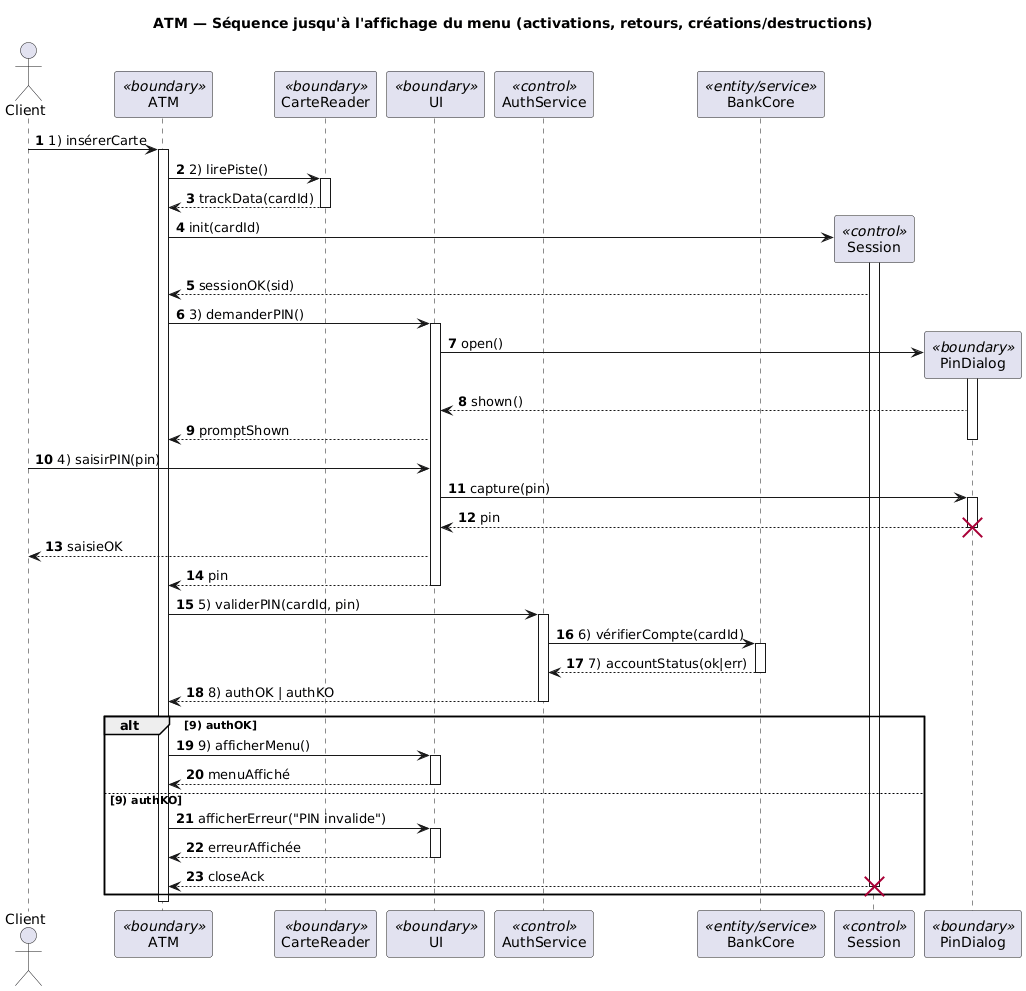 ATM — Séquence jusqu'à l'affichage du menu (activations, retours, créations/destructions)
Client
«boundary»
ATM
«boundary»
CarteReader
«boundary»
UI
«control»
AuthService
«entity/service»
BankCore
1 1) insérerCarte
2 2) lirePiste()
3 trackData(cardId)
4 init(cardId)
«control»
Session
5 sessionOK(sid)
6 3) demanderPIN()
7 open()
«boundary»
PinDialog
8 shown()
9 promptShown
10 4) saisirPIN(pin)
11 capture(pin)
12 pin
13 saisieOK
14 pin
15 5) validerPIN(cardId, pin)
16 6) vérifierCompte(cardId)
17 7) accountStatus(ok|err)
18 8) authOK | authKO
alt [9) authOK]
19 9) afficherMenu()
20 menuAffiché
[9) authKO]
21 afficherErreur("PIN invalide")
22 erreurAffichée
23 closeAck
Client
«boundary»
ATM
«boundary»
CarteReader
«boundary»
UI
«control»
AuthService
«entity/service»
BankCore
«control»
Session
«boundary»
PinDialog